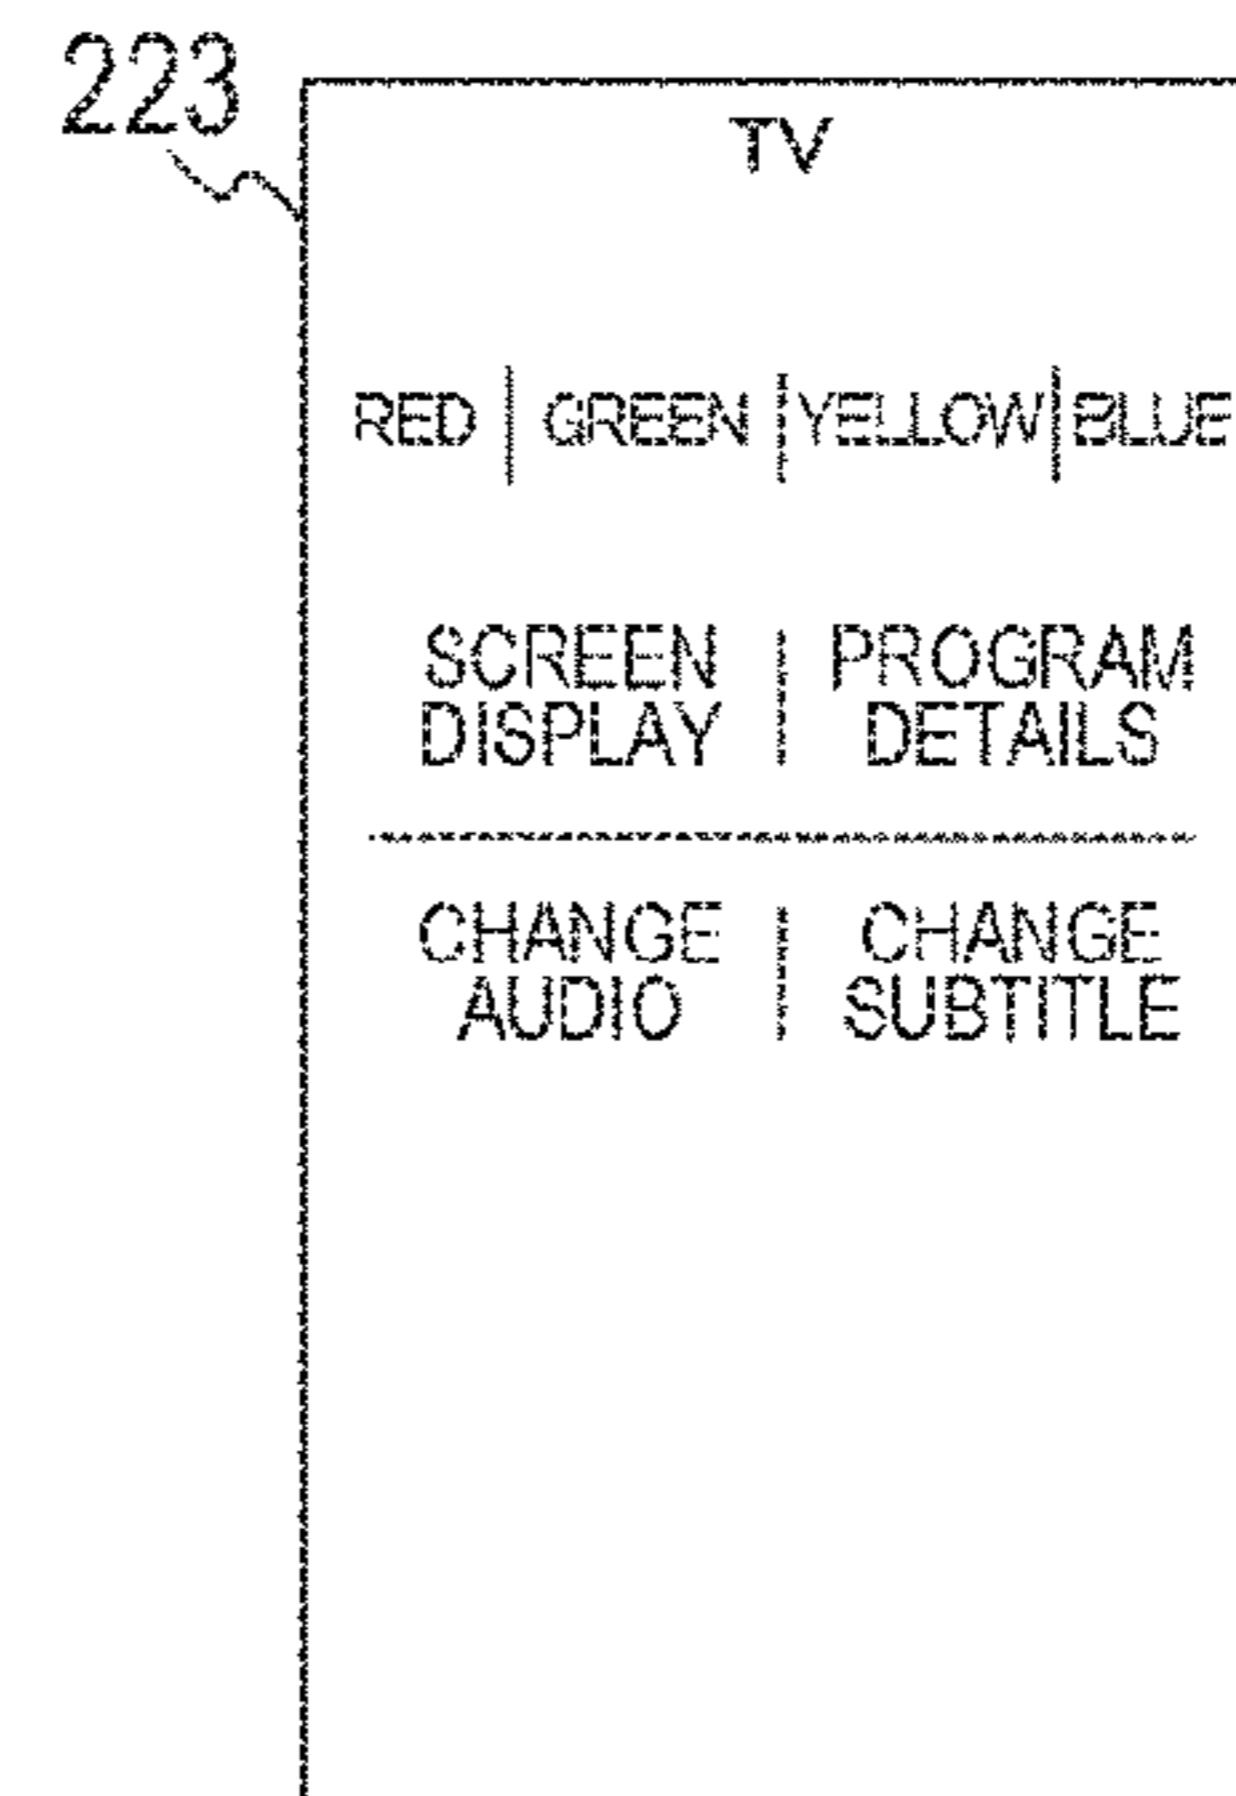 223
TV
RED GREEN YELLOW BLUE
SCREEN PROGRAM
DISPLAY DETAILS
CHANGE CHANGE
AUDIO SUBTITLE